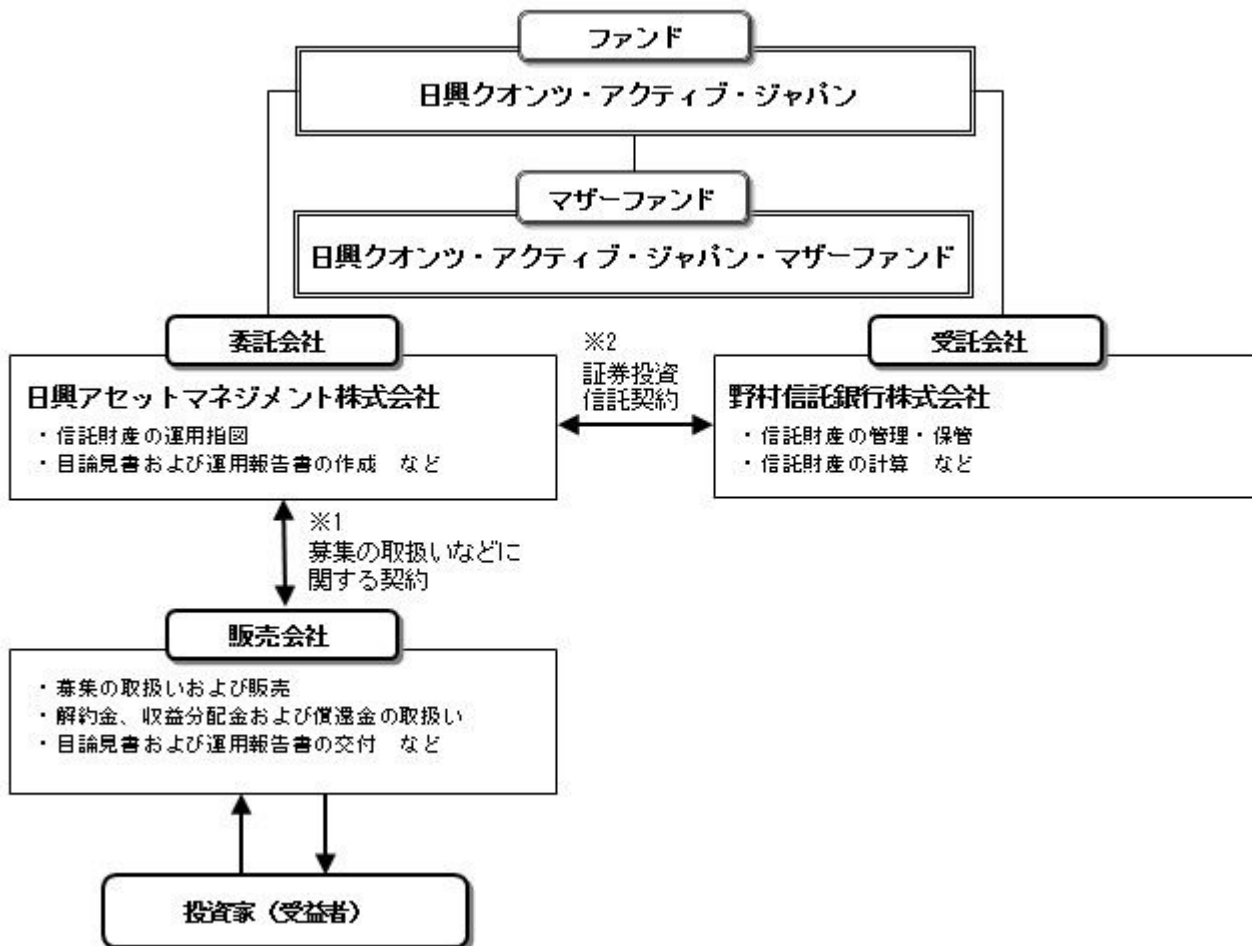 ファンド
日興クオンツ・アクティブ・ジャパン
マザーファンド
日興クオンツ・アクティブ・ジャパン・マザーファンド
委託会社
日興アセットマネジメント株式会社
・信託財産の運用指図
・目論見書および運用報告書の作成 など
※2
証券投資
信託契約
受託会社
野村信託銀行株式会社
・信託財産の管理・保管
・信託財産の計算 など
※1
募集の取扱いなどに
関する契約
販売会社
・募集の取扱いおよび販売
・解約金、収益分配金および償還金の取扱い
・目論見書および運用報告書の交付 など
投資家（受益者）